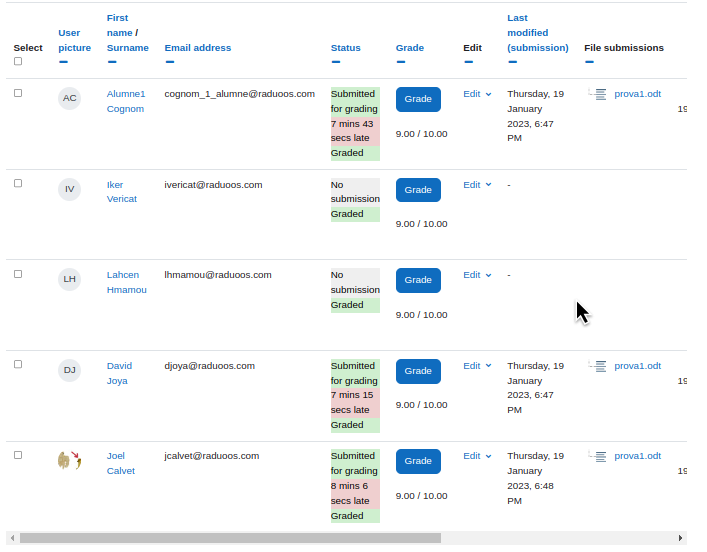 Select
User picture
First name / Surname
Email address
Status
Grade
Edit
Last modified (submission)
File submissions
AC
Alumne1 Cognom
cognom_1_alumne@raduoos.com
Submitted for grading
7 mins 43 secs late
Graded
Grade
9.00 / 10.00
Edit
Thursday, 19 January 2023, 6:47 PM
prova1.odt
19
IV
Iker Vericat
ivericat@raduoos.com
No submission
Graded
Grade
9.00 / 10.00
Edit
-
LH
Lahcen Hmamou
lhmamou@raduoos.com
No submission
Graded
Grade
9.00 / 10.00
Edit
-
DJ
David Joya
djoya@raduoos.com
Submitted for grading
7 mins 15 secs late
Graded
Grade
9.00 / 10.00
Edit
Thursday, 19 January 2023, 6:47 PM
prova1.odt
19
Joel Calvet
jcalvet@raduoos.com
Submitted for grading
8 mins 6 secs late
Graded
Grade
9.00 / 10.00
Edit
Thursday, 19 January 2023, 6:48 PM
prova1.odt
19